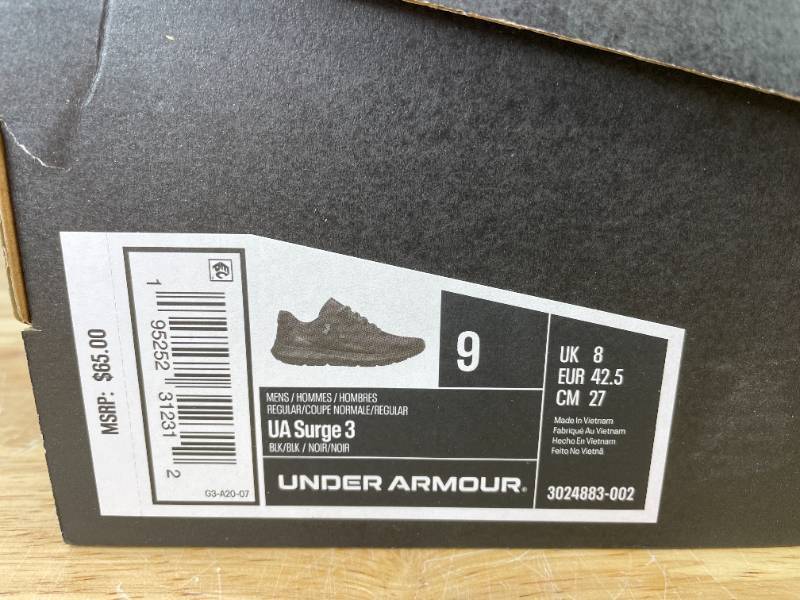 MSRP: $65.00
1 95252 31231 2
G3-A20-07
9
MENS / HOMMES / HOMBRES
REGULAR/COUPE NORMALE/REGULAR
UA Surge 3
BLK/BLK / NOIR/NOIR
UNDER ARMOUR®
UK 8
EUR 42.5
CM 27
Made in Vietnam
Fabriqué Au Vietnam
Hecho En Vietnam
Feito No Vietnã
3024883-002